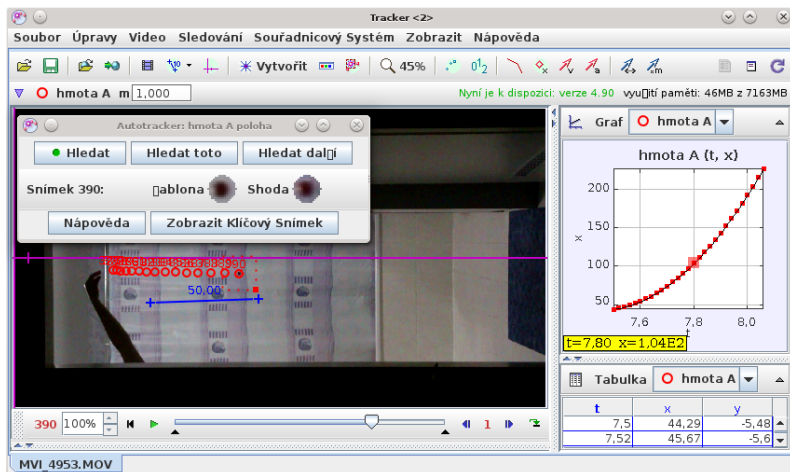 Tracker <2>
Soubor Úpravy Video Sledování Souřadnicový Systém Zobrazit Nápověda
Vytvořit 45%
hmota A m 1,000 Nyní je k dispozici: verze 4.90 využití paměti: 46MB z 7163MB
Autotracker: hmota A poloha
Hledat Hledat toto Hledat dal▯í
Snímek 390: ▯ablona Shoda
Nápověda Zobrazit Klíčový Snímek
50,00
Graf hmota A
hmota A (t, x)
200
150
x
100
50
7,6 7,8 8,0
t
t=7,80 x=1,04E2
Tabulka hmota A
t x y
7,5 44,29 -5,48
7,52 45,67 -5,6
390 100% 1
MVI_4953.MOV